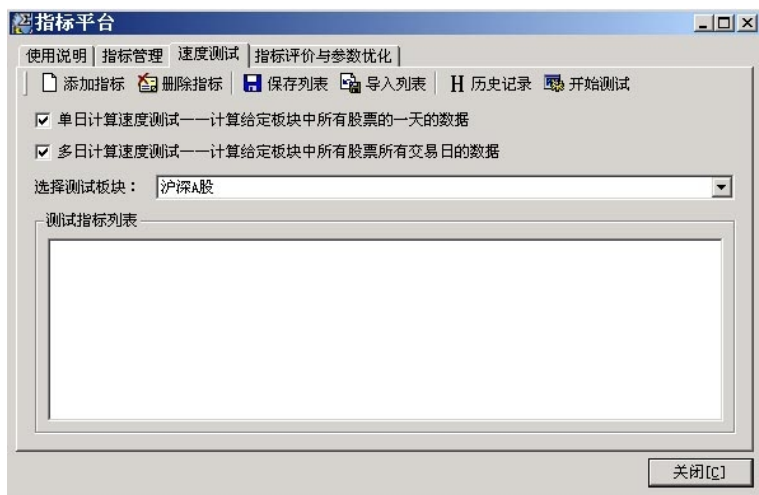 指标平台
使用说明 指标管理 速度测试 指标评价与参数优化
添加指标 删除指标 保存列表 导入列表 H 历史记录 开始测试
单日计算速度测试——计算给定板块中所有股票的一天的数据
多日计算速度测试——计算给定板块中所有股票所有交易日的数据
选择测试板块： 沪深A股
测试指标列表
关闭[C]